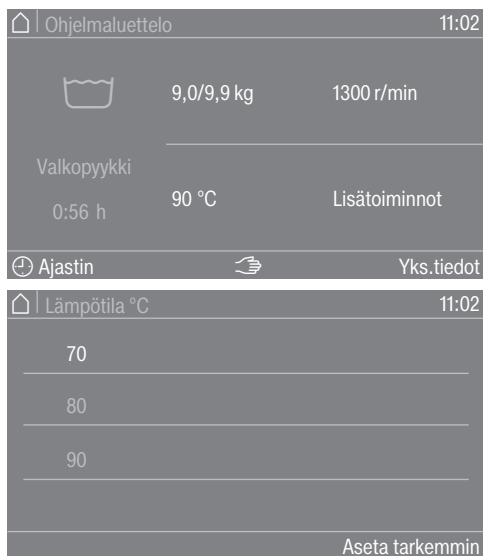 Ohjelmaluettelo 11:02
9,0/9,9 kg 1300 r/min
Valkopyykki
0:56 h
90 °C Lisätoiminnot
Ajastin Yks.tiedot
Lämpötila °C 11:02
70
80
90
Aseta tarkemmin